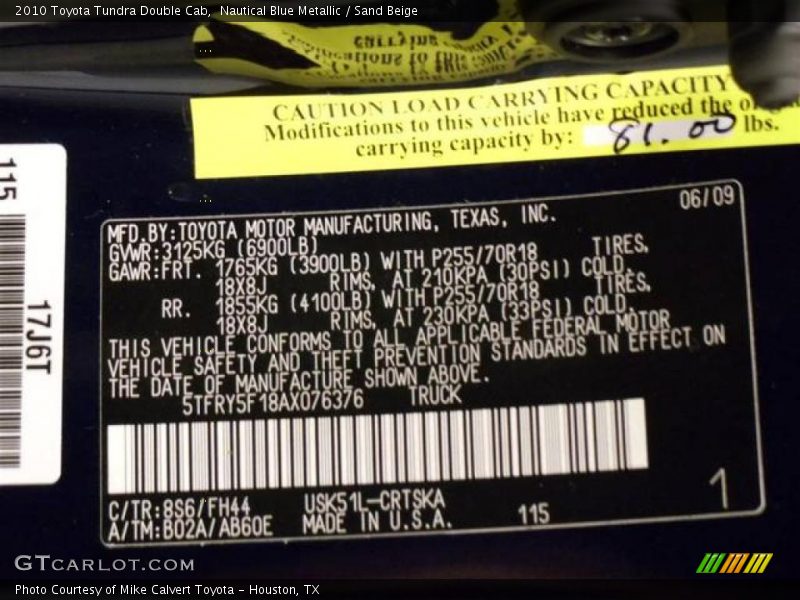 2010 Toyota Tundra Double Cab, Nautical Blue Metallic / Sand Beige
CAUTION LOAD CARRYING CAPACITY
Modifications to this vehicle have reduced the
carrying capacity by: 81.00 lbs.
115
17J6T
06/09
MFD.BY:TOYOTA MOTOR MANUFACTURING, TEXAS, INC.
GVWR:3125KG (6900LB)
GAWR:FRT. 1765KG (3900LB) WITH P255/70R18 TIRES,
18X8J RIMS, AT 210KPA (30PSI) COLD.
RR. 1855KG (4100LB) WITH P255/70R18 TIRES,
18X8J RIMS, AT 230KPA (33PSI) COLD.
THIS VEHICLE CONFORMS TO ALL APPLICABLE FEDERAL MOTOR
VEHICLE SAFETY AND THEFT PREVENTION STANDARDS IN EFFECT ON
THE DATE OF MANUFACTURE SHOWN ABOVE.
5TFRY5F18AX076376 TRUCK
C/TR:8S6/FH44 USK51L-CRTSKA
A/TM:B02A/AB60E MADE IN U.S.A. 115
1
GTCARLOT.COM
Photo Courtesy of Mike Calvert Toyota - Houston, TX